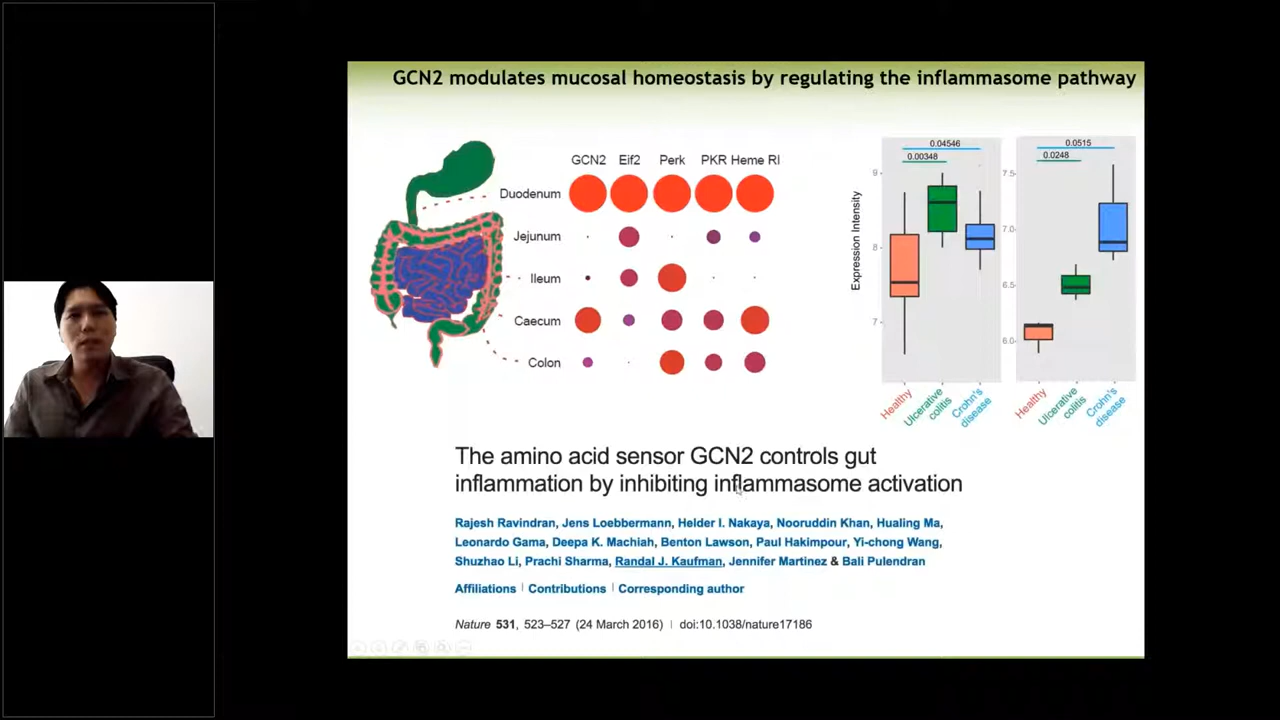 GCN2 modulates mucosal homeostasis by regulating the inflammasome pathway
GCN2 Eif2 Perk PKR Heme RI
Duodenum
Jejunum
Ileum
Caecum
Colon
Expression Intensity
9
8
7
0.04546
0.00348
Healthy
Ulcerative colitis
Crohn's disease
7.5
7.0
6.5
6.0
0.0515
0.0248
Healthy
Ulcerative colitis
Crohn's disease
The amino acid sensor GCN2 controls gut
inflammation by inhibiting inflammasome activation
Rajesh Ravindran, Jens Loebbermann, Helder I. Nakaya, Nooruddin Khan, Hualing Ma,
Leonardo Gama, Deepa K. Machiah, Benton Lawson, Paul Hakimpour, Yi-chong Wang,
Shuzhao Li, Prachi Sharma, Randal J. Kaufman, Jennifer Martinez & Bali Pulendran
Affiliations | Contributions | Corresponding author
Nature 531, 523–527 (24 March 2016) | doi:10.1038/nature17186